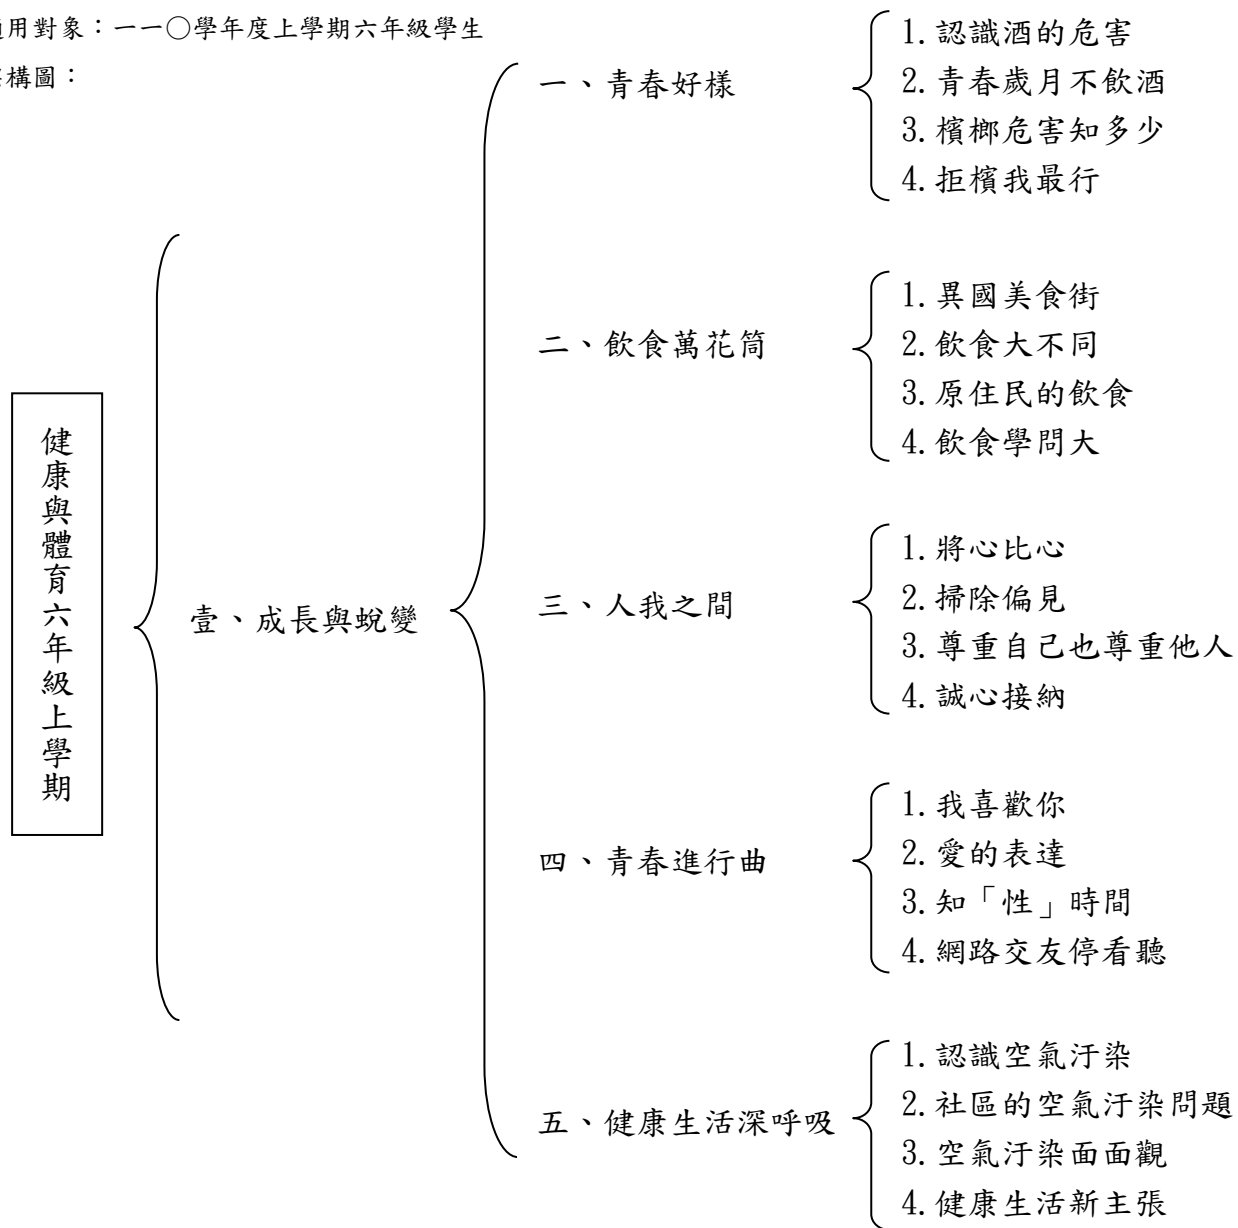 用對象：一一○學年度上學期六年級學生
構圖：
健康與體育六年級上學期
壹、成長與蛻變
一、青春好樣
1.認識酒的危害
2.青春歲月不飲酒
3.檳榔危害知多少
4.拒檳我最行
二、飲食萬花筒
1.異國美食街
2.飲食大不同
3.原住民的飲食
4.飲食學問大
三、人我之間
1.將心比心
2.掃除偏見
3.尊重自己也尊重他人
4.誠心接納
四、青春進行曲
1.我喜歡你
2.愛的表達
3.知「性」時間
4.網路交友停看聽
五、健康生活深呼吸
1.認識空氣汙染
2.社區的空氣汙染問題
3.空氣汙染面面觀
4.健康生活新主張